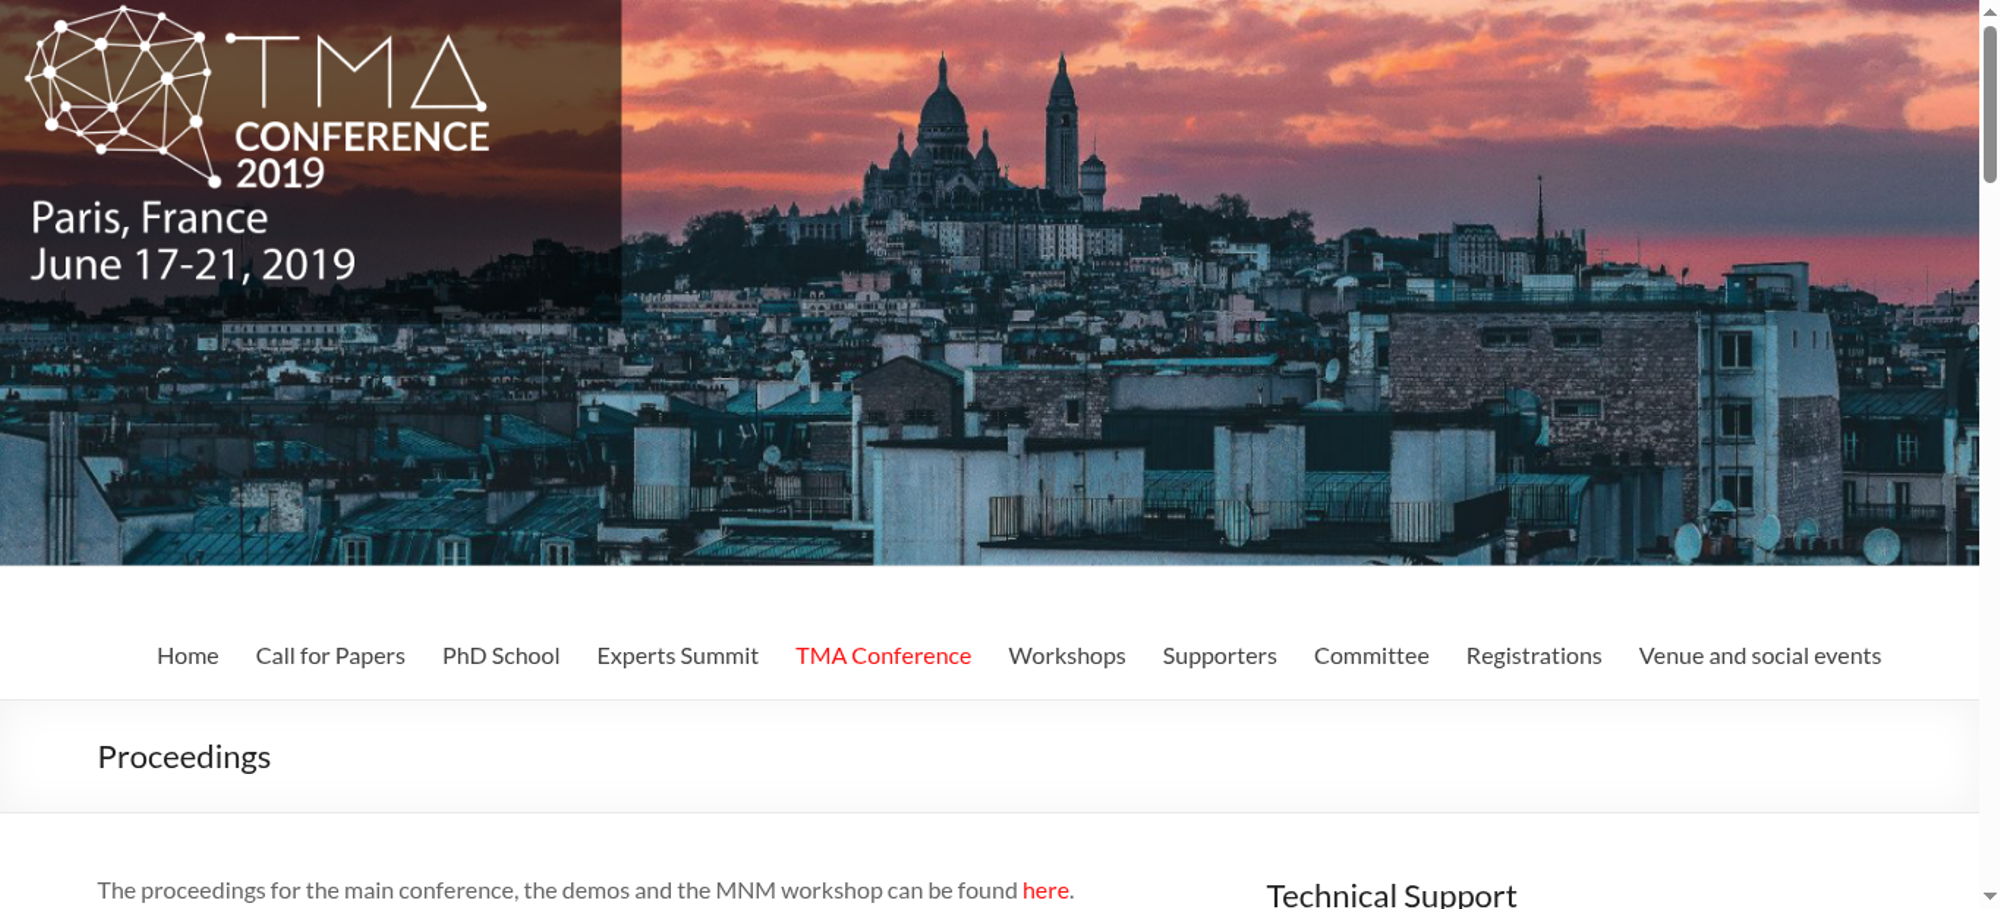 TMA
CONFERENCE
2019
Paris, France
June 17-21, 2019
Home Call for Papers PhD School Experts Summit TMA Conference Workshops Supporters Committee Registrations Venue and social events
Proceedings
The proceedings for the main conference, the demos and the MNM workshop can be found here.
Technical Support